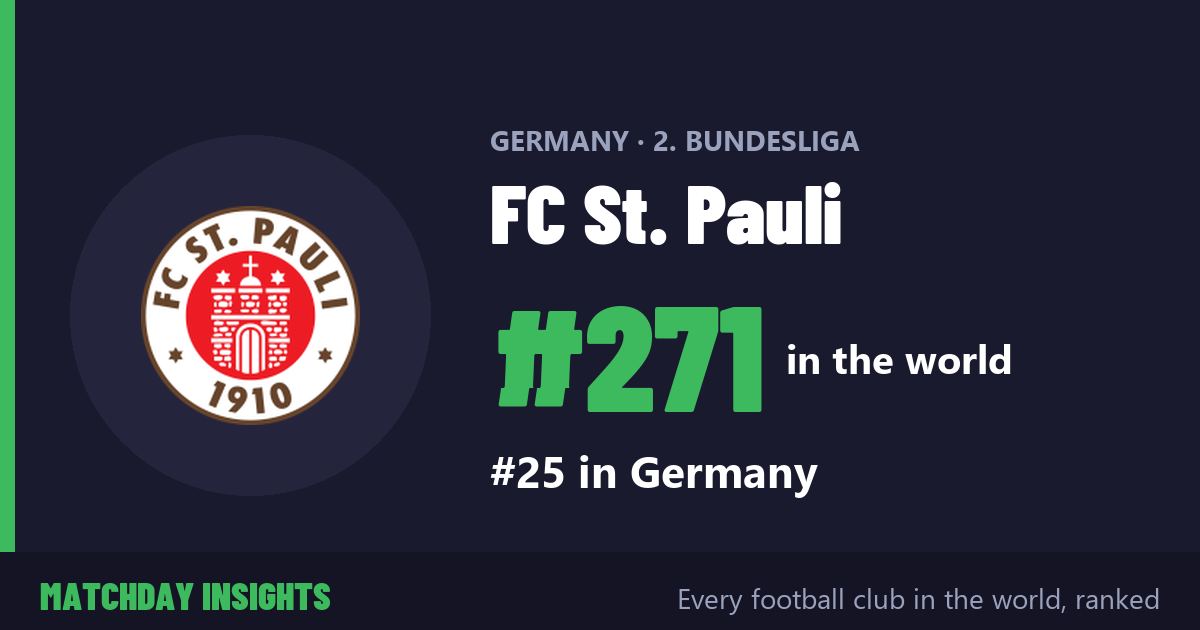 GERMANY · 2. BUNDESLIGA
FC St. Pauli
FC ST. PAULI
1910
#271 in the world
#25 in Germany
MATCHDAY INSIGHTS
Every football club in the world, ranked